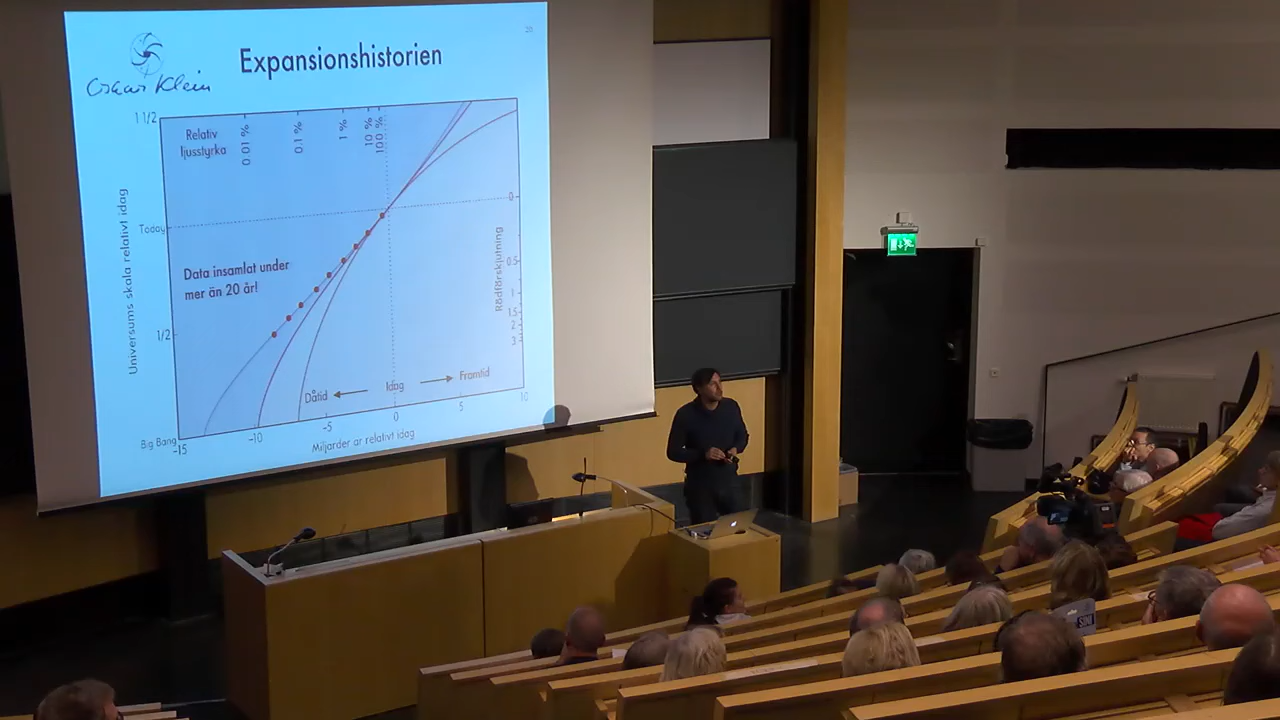 Oskar Klein
Expansionshistorien
1 1/2
Relativ
ljusstyrka
0.01 %
0.1 %
1 %
10 %
100 %
Today
0
Data insamlat under
mer än 20 år!
Universums skala relativt idag
Rödförskjutning
0.5
1
1.5
2
3
1/2
Dåtid
Idag
Framtid
Big Bang
-15
-10
-5
0
5
10
Miljarder år relativt idag